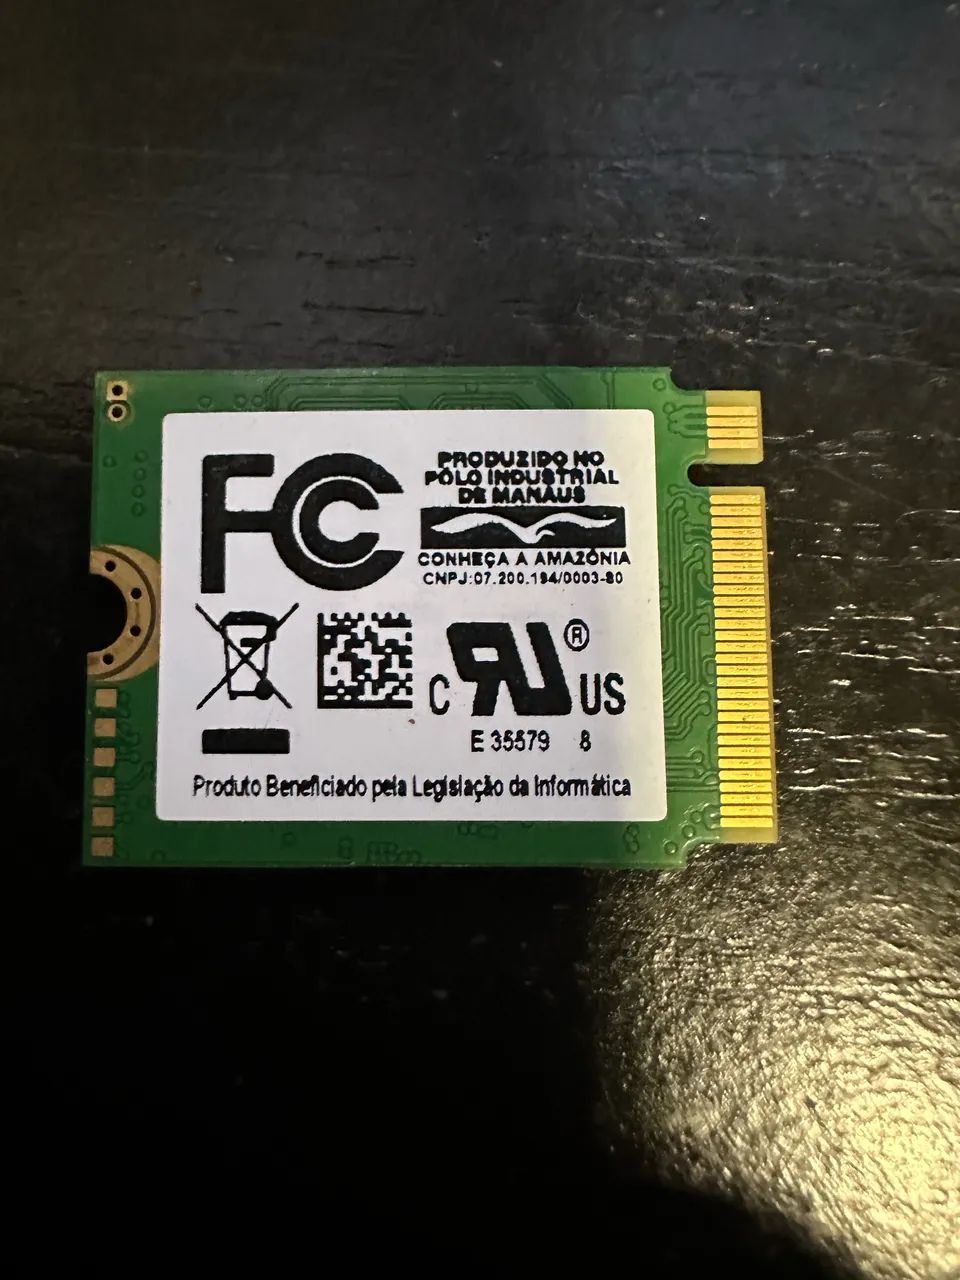 FC
PRODUZIDO NO
PÓLO INDUSTRIAL
DE MANAUS
CONHEÇA A AMAZÔNIA
CNPJ:07.200.194/0003-80
C RU ® US
E 35579 8
Produto Beneficiado pela Legislação da Informática